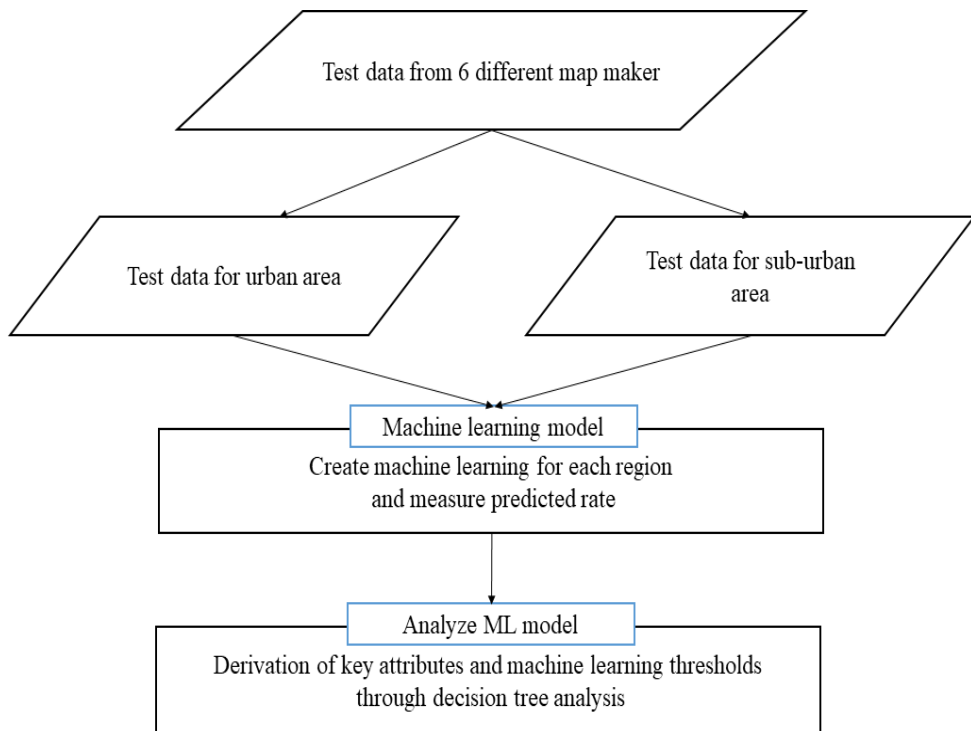 Test data from 6 different map maker
Test data for urban area
Test data for sub-urban
area
Machine learning model
Create machine learning for each region
and measure predicted rate
Analyze ML model
Derivation of key attributes and machine learning thresholds
through decision tree analysis